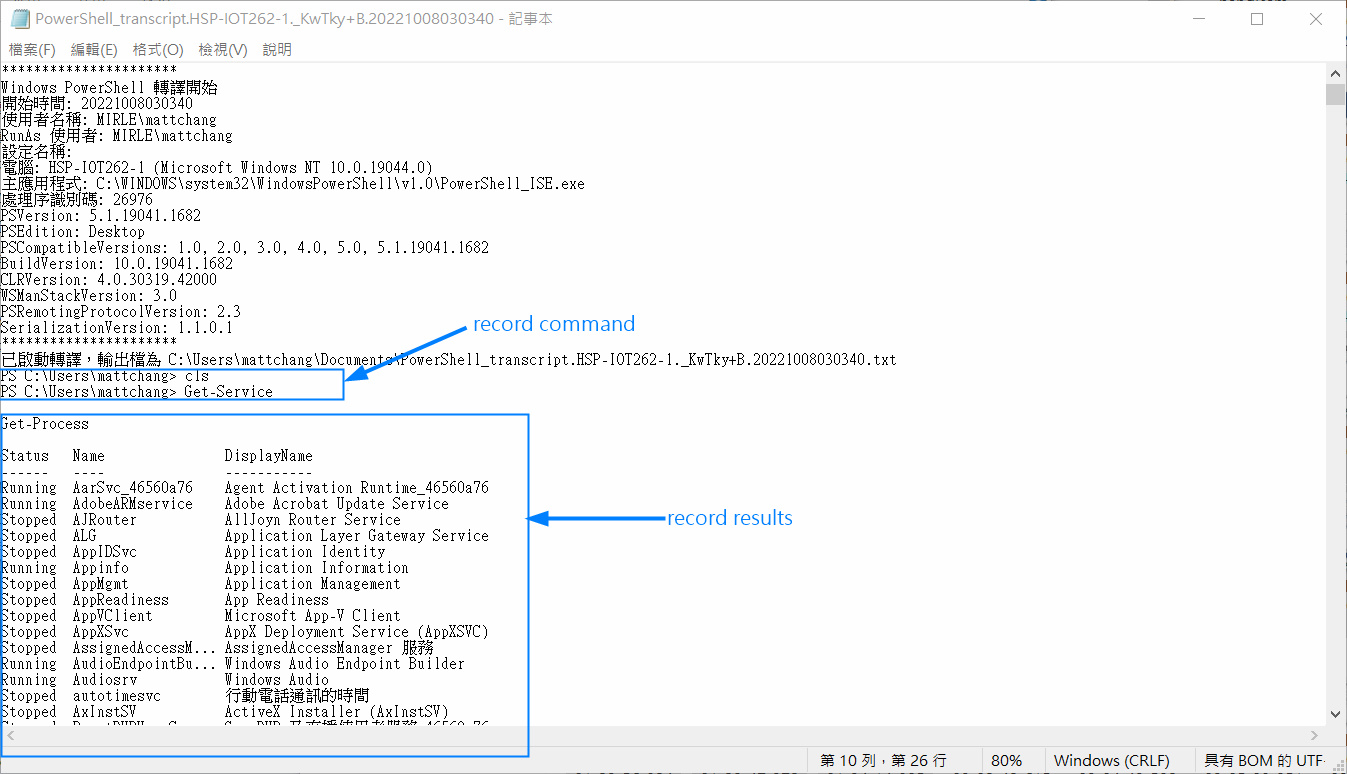 PowerShell_transcript.HSP-IOT262-1._KwTky+B.20221008030340 - 記事本
檔案(F) 編輯(E) 格式(O) 檢視(V) 說明
**********************
Windows PowerShell 轉譯開始
開始時間: 20221008030340
使用者名稱: MIRLE\mattchang
RunAs 使用者: MIRLE\mattchang
設定名稱:
電腦: HSP-IOT262-1 (Microsoft Windows NT 10.0.19044.0)
主應用程式: C:\WINDOWS\system32\WindowsPowerShell\v1.0\PowerShell_ISE.exe
處理序識別碼: 26976
PSVersion: 5.1.19041.1682
PSEdition: Desktop
PSCompatibleVersions: 1.0, 2.0, 3.0, 4.0, 5.0, 5.1.19041.1682
BuildVersion: 10.0.19041.1682
CLRVersion: 4.0.30319.42000
WSManStackVersion: 3.0
PSRemotingProtocolVersion: 2.3
SerializationVersion: 1.1.0.1
record command
**********************
已啟動轉譯，輸出檔為 C:\Users\mattchang\Documents\PowerShell_transcript.HSP-IOT262-1._KwTky+B.20221008030340.txt
PS C:\Users\mattchang> cls
PS C:\Users\mattchang> Get-Service
Get-Process
Status Name DisplayName
------ ---- -----------
Running AarSvc_46560a76 Agent Activation Runtime_46560a76
Running AdobeARMservice Adobe Acrobat Update Service
Stopped AJRouter AllJoyn Router Service
record results
Stopped ALG Application Layer Gateway Service
Stopped AppIDSvc Application Identity
Running Appinfo Application Information
Stopped AppMgmt Application Management
Stopped AppReadiness App Readiness
Stopped AppVClient Microsoft App-V Client
Stopped AppXSvc AppX Deployment Service (AppXSVC)
Stopped AssignedAccessM... AssignedAccessManager 服務
Running AudioEndpointBu... Windows Audio Endpoint Builder
Running Audiosrv Windows Audio
Stopped autotimesvc 行動電話通訊的時間
Stopped AxInstSV ActiveX Installer (AxInstSV)
第 10 列，第 26 行 80% Windows (CRLF) 具有 BOM 的 UTF-